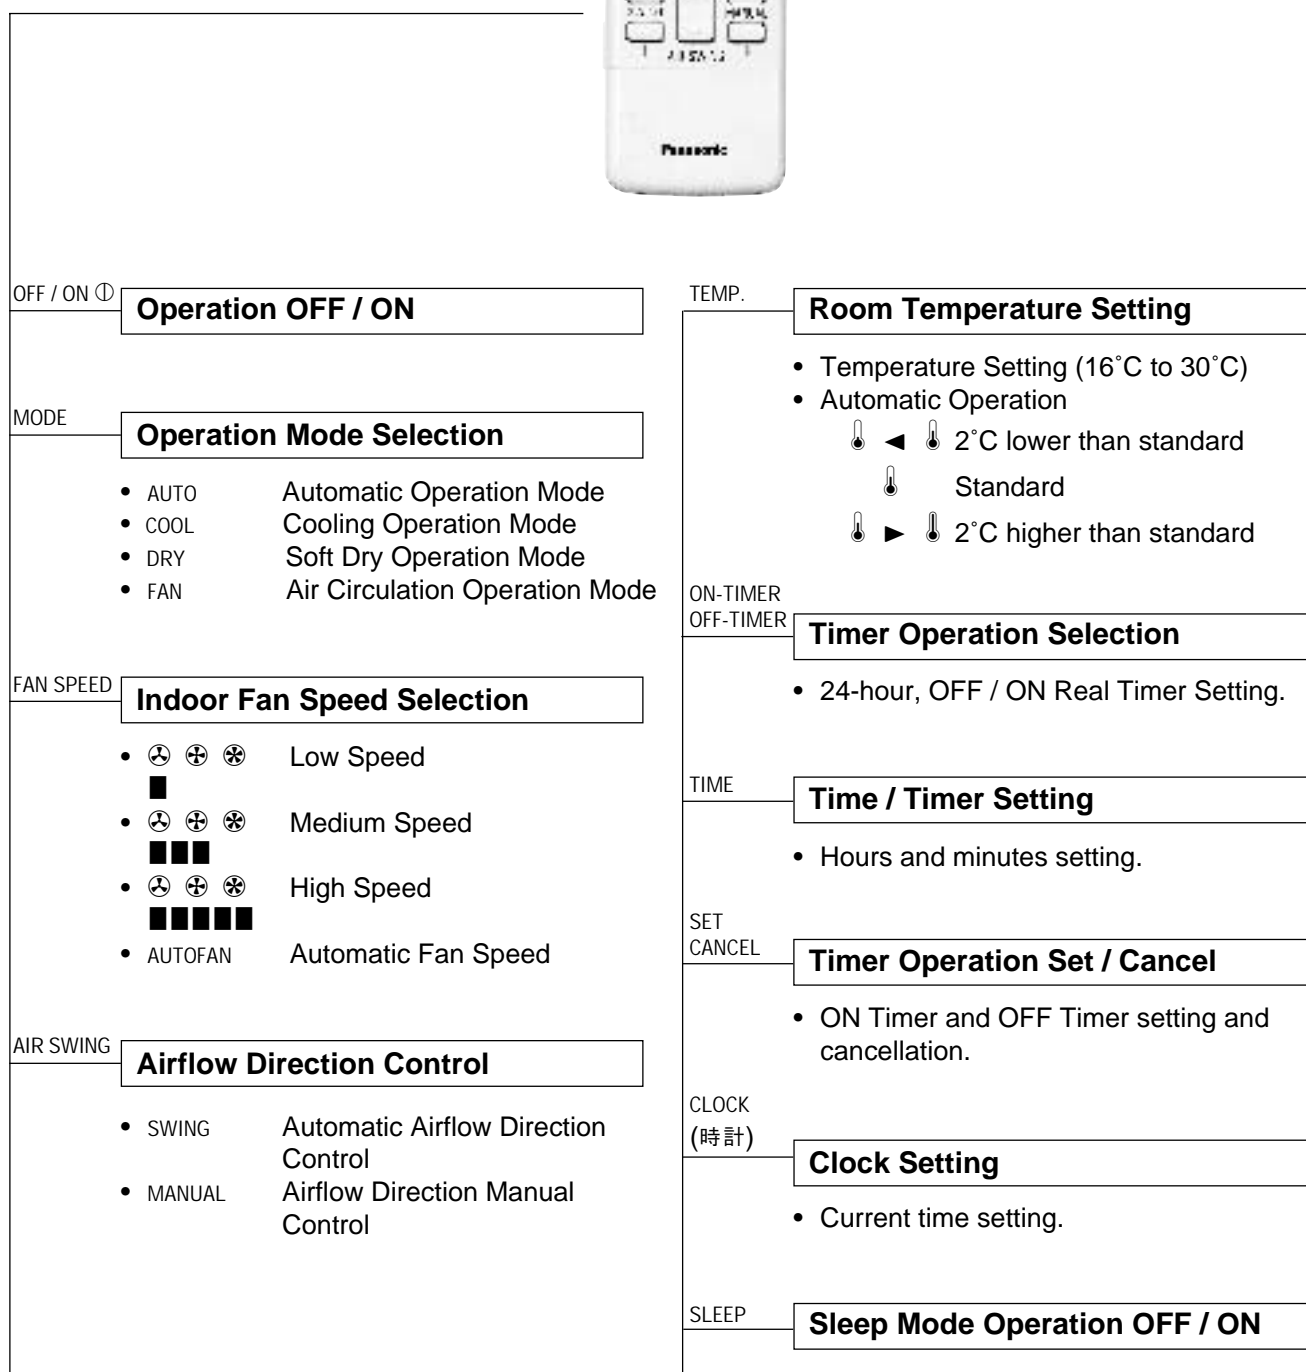 MANUAL
AIR SWING
Panasonic
OFF / ON
Operation OFF / ON
MODE
Operation Mode Selection
• AUTO Automatic Operation Mode
• COOL Cooling Operation Mode
• DRY Soft Dry Operation Mode
• FAN Air Circulation Operation Mode
FAN SPEED
Indoor Fan Speed Selection
• Low Speed
• Medium Speed
• High Speed
• AUTOFAN Automatic Fan Speed
AIR SWING
Airflow Direction Control
• SWING Automatic Airflow Direction
Control
• MANUAL Airflow Direction Manual
Control
TEMP.
Room Temperature Setting
• Temperature Setting (16˚C to 30˚C)
• Automatic Operation
2˚C lower than standard
Standard
2˚C higher than standard
ON-TIMER
OFF-TIMER
Timer Operation Selection
• 24-hour, OFF / ON Real Timer Setting.
TIME
Time / Timer Setting
• Hours and minutes setting.
SET
CANCEL
Timer Operation Set / Cancel
• ON Timer and OFF Timer setting and
cancellation.
CLOCK
(時計)
Clock Setting
• Current time setting.
SLEEP
Sleep Mode Operation OFF / ON